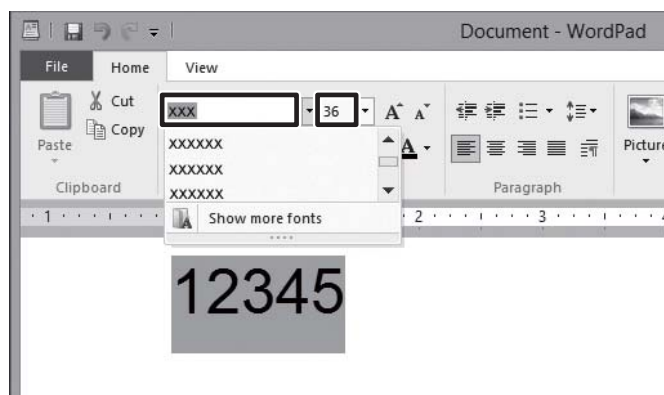 Document - WordPad
File Home View
Cut
Copy
Paste
Clipboard
xxx 36 A A
xxxxxx
xxxxxx
xxxxxx
A
Show more fonts
Paragraph
Picture
1 2 3
12345